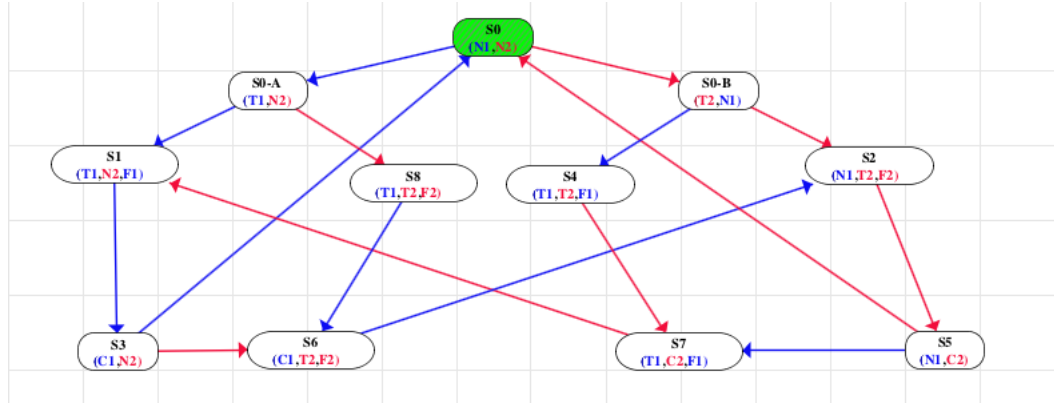 S0
(N1,N2)
S0-A
(T1,N2)
S0-B
(T2,N1)
S1
(T1,N2,F1)
S8
(T1,T2,F2)
S4
(T1,T2,F1)
S2
(N1,T2,F2)
S3
(C1,N2)
S6
(C1,T2,F2)
S7
(T1,C2,F1)
S5
(N1,C2)